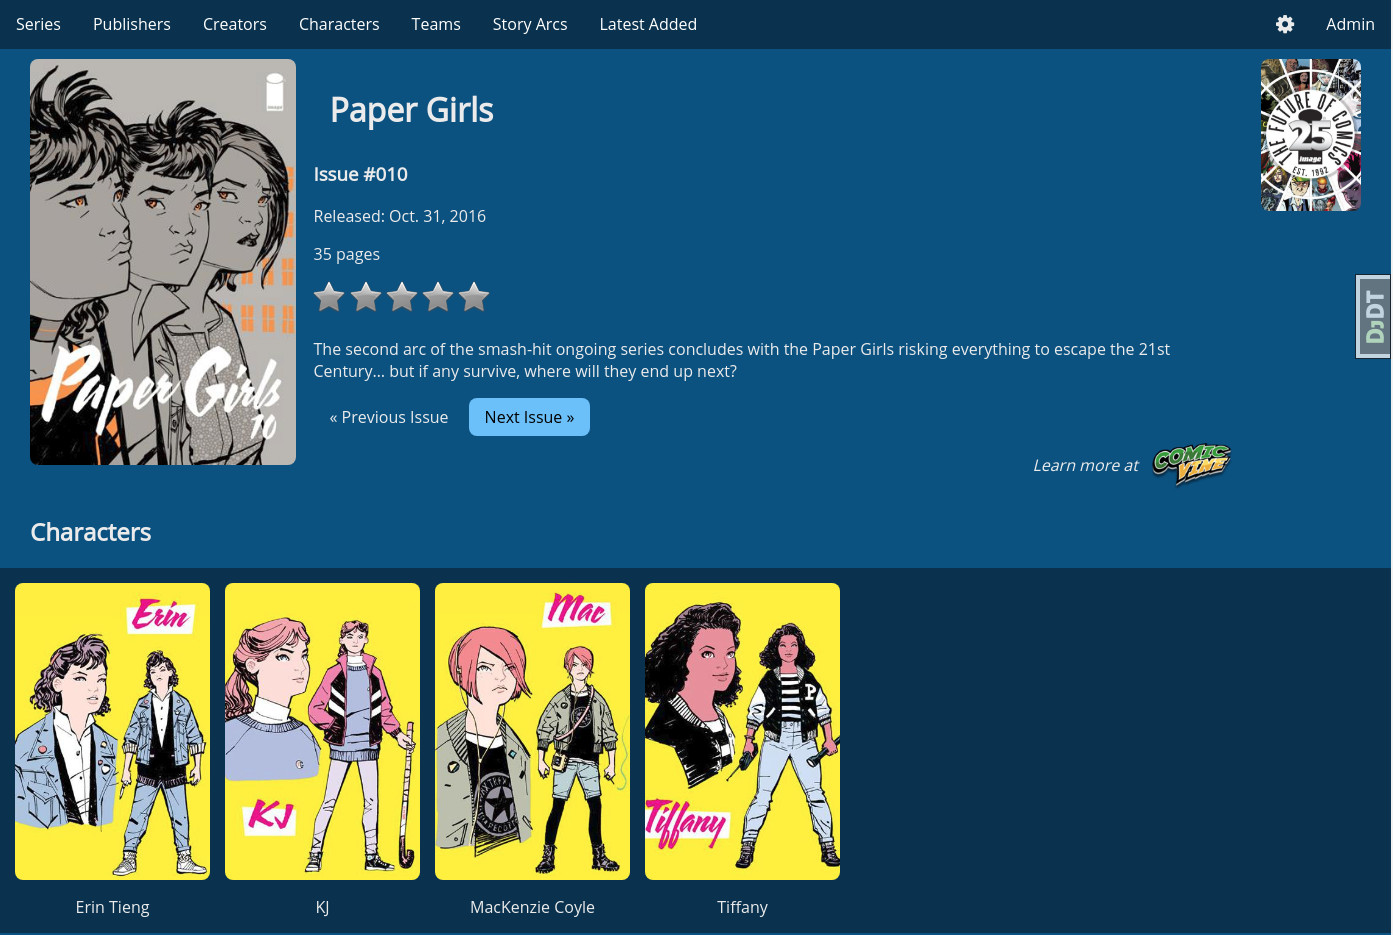 Series Publishers Creators Characters Teams Story Arcs Latest Added Admin
Paper Girls
10
THE FUTURE OF COMICS
25
image
EST. 1992
Paper Girls
Issue #010
Released: Oct. 31, 2016
35 pages
The second arc of the smash-hit ongoing series concludes with the Paper Girls risking everything to escape the 21st
Century... but if any survive, where will they end up next?
« Previous Issue Next Issue »
Learn more at COMIC VINE
DJDT
Characters
Erin
KJ
Mac
Tiffany
P
Erin Tieng KJ MacKenzie Coyle Tiffany